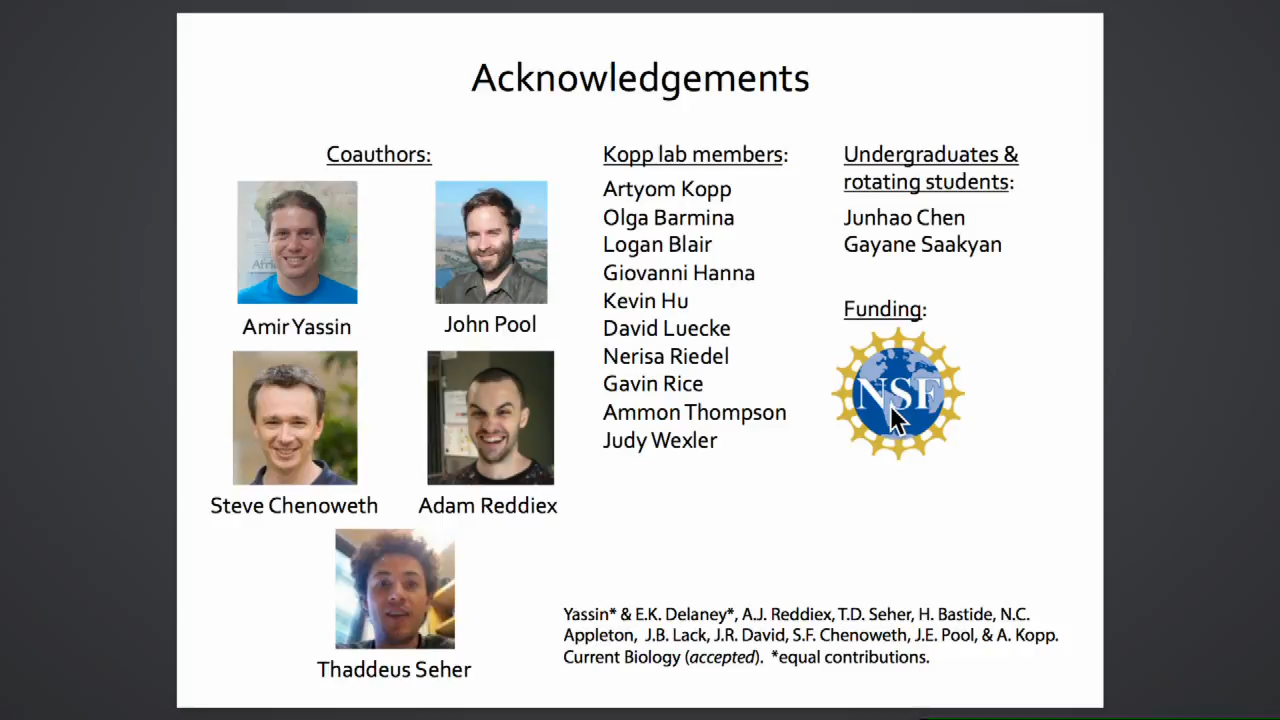 Acknowledgements
Coauthors:
Amir Yassin
John Pool
Steve Chenoweth
Adam Reddiex
Thaddeus Seher
Kopp lab members:
Artyom Kopp
Olga Barmina
Logan Blair
Giovanni Hanna
Kevin Hu
David Luecke
Nerisa Riedel
Gavin Rice
Ammon Thompson
Judy Wexler
Undergraduates &
rotating students:
Junhao Chen
Gayane Saakyan
Funding:
NSF
Yassin* & E.K. Delaney*, A.J. Reddiex, T.D. Seher, H. Bastide, N.C.
Appleton, J.B. Lack, J.R. David, S.F. Chenoweth, J.E. Pool, & A. Kopp.
Current Biology (accepted). *equal contributions.